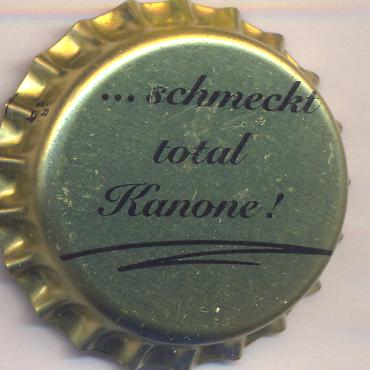 ... schmeckt
total
Kanone!